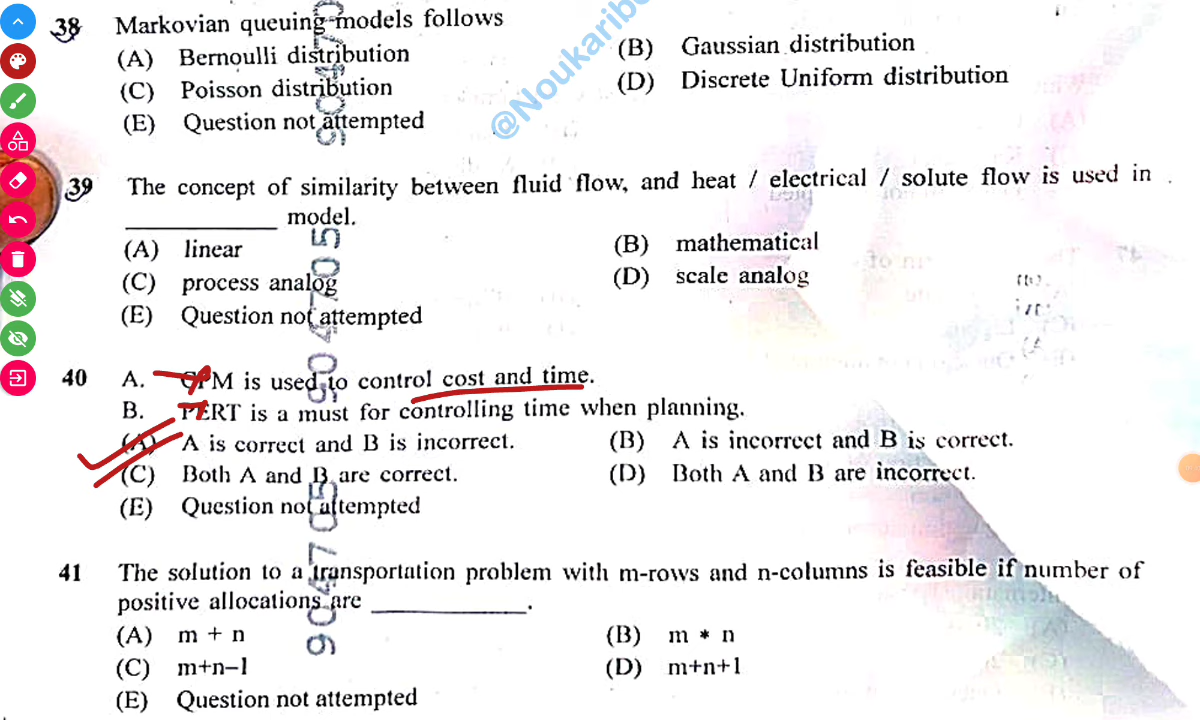 38 Markovian queuing models follows
(A) Bernoulli distribution
(B) Gaussian distribution
(C) Poisson distribution
(D) Discrete Uniform distribution
(E) Question not attempted
@Noukaribo
39 The concept of similarity between fluid flow, and heat / electrical / solute flow is used in
____________ model.
(A) linear
(B) mathematical
(C) process analog
(D) scale analog
(E) Question not attempted
40 A. CPM is used to control cost and time.
B. PERT is a must for controlling time when planning.
(A) A is correct and B is incorrect.
(B) A is incorrect and B is correct.
(C) Both A and B are correct.
(D) Both A and B are incorrect.
(E) Question not attempted
41 The solution to a transportation problem with m-rows and n-columns is feasible if number of
positive allocations are ____________.
(A) m + n
(B) m * n
(C) m+n–1
(D) m+n+1
(E) Question not attempted
904705
904705